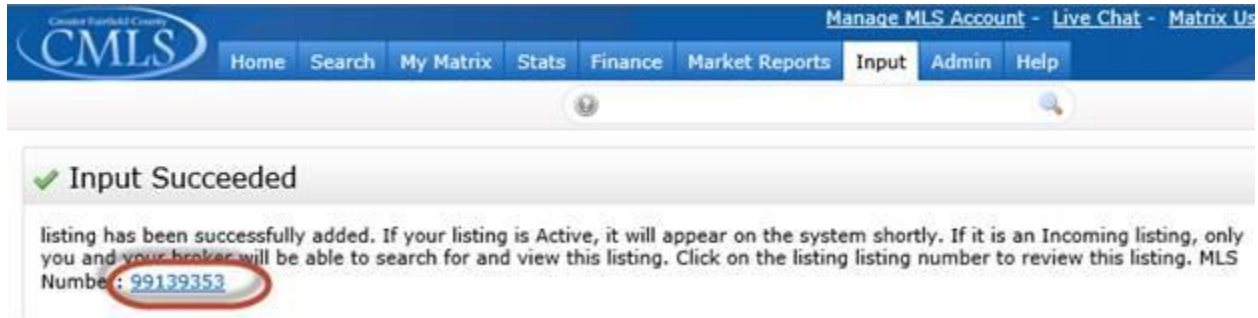 Manage MLS Account - Live Chat - Matrix Us
Greater Fairfield County
CMLS
Home Search My Matrix Stats Finance Market Reports Input Admin Help
Input Succeeded
listing has been successfully added. If your listing is Active, it will appear on the system shortly. If it is an Incoming listing, only
you and your broker will be able to search for and view this listing. Click on the listing listing number to review this listing. MLS
Number: 99139353